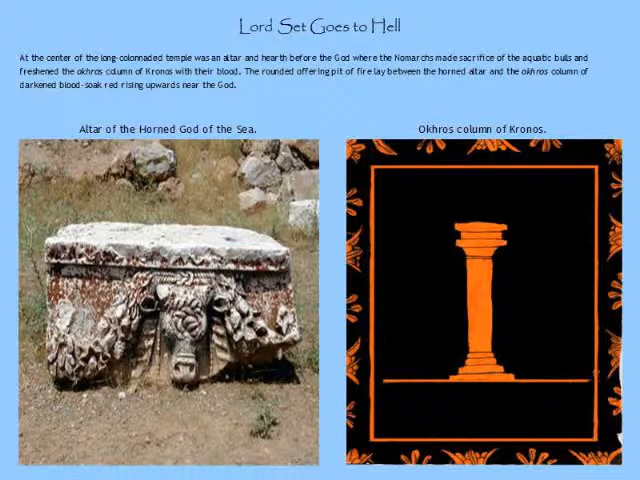 Lord Set Goes to Hell
At the center of the long-colonnaded temple was an altar and hearth before the God where the Nomarchs made sacrifice of the aquatic bulls and
freshened the okhros column of Kronos with their blood. The rounded offering pit of fire lay between the horned altar and the okhros column of
darkened blood-soak red rising upwards near the God.
Altar of the Horned God of the Sea.
Okhros column of Kronos.